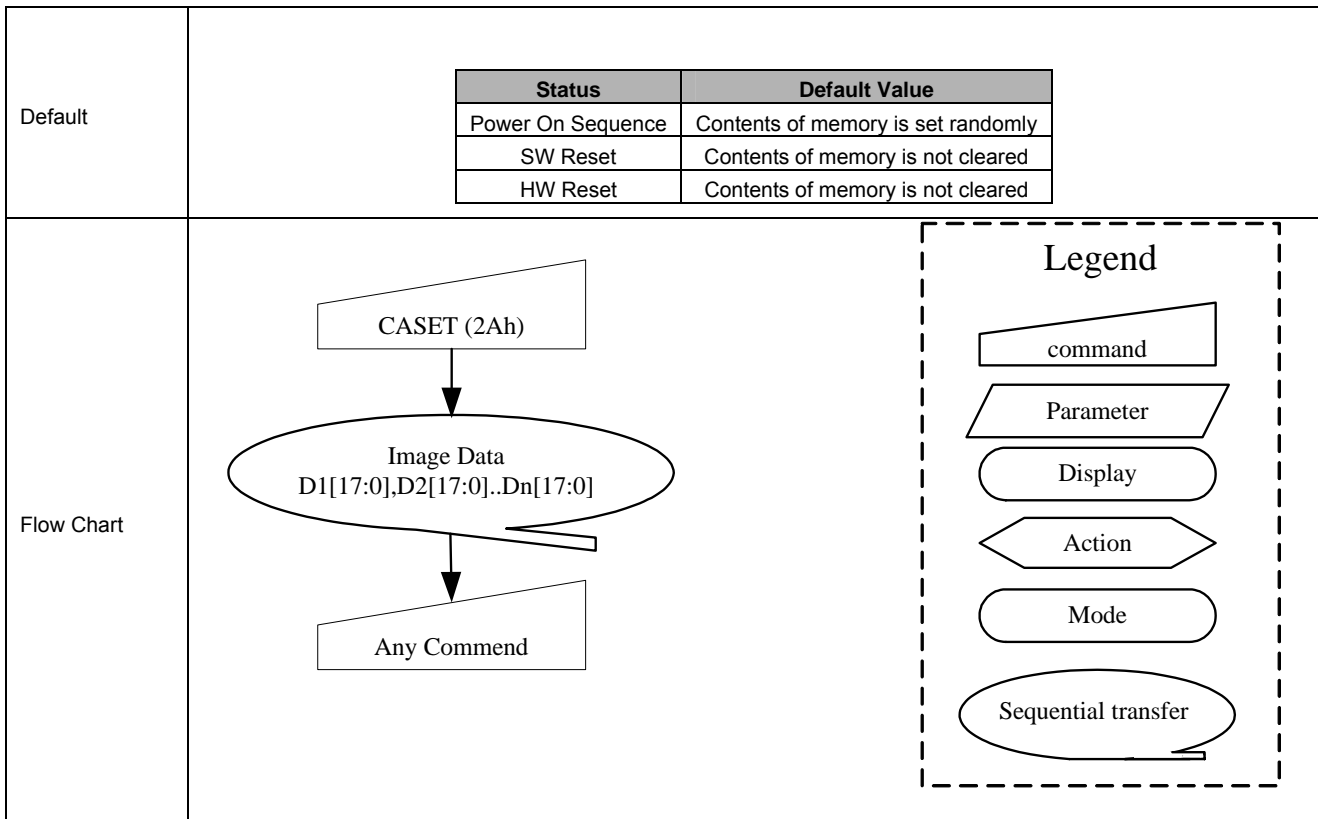 Default
Status Default Value
Power On Sequence Contents of memory is set randomly
SW Reset Contents of memory is not cleared
HW Reset Contents of memory is not cleared
Flow Chart
CASET (2Ah)
Image Data
D1[17:0],D2[17:0]..Dn[17:0]
Any Commend
Legend
command
Parameter
Display
Action
Mode
Sequential transfer